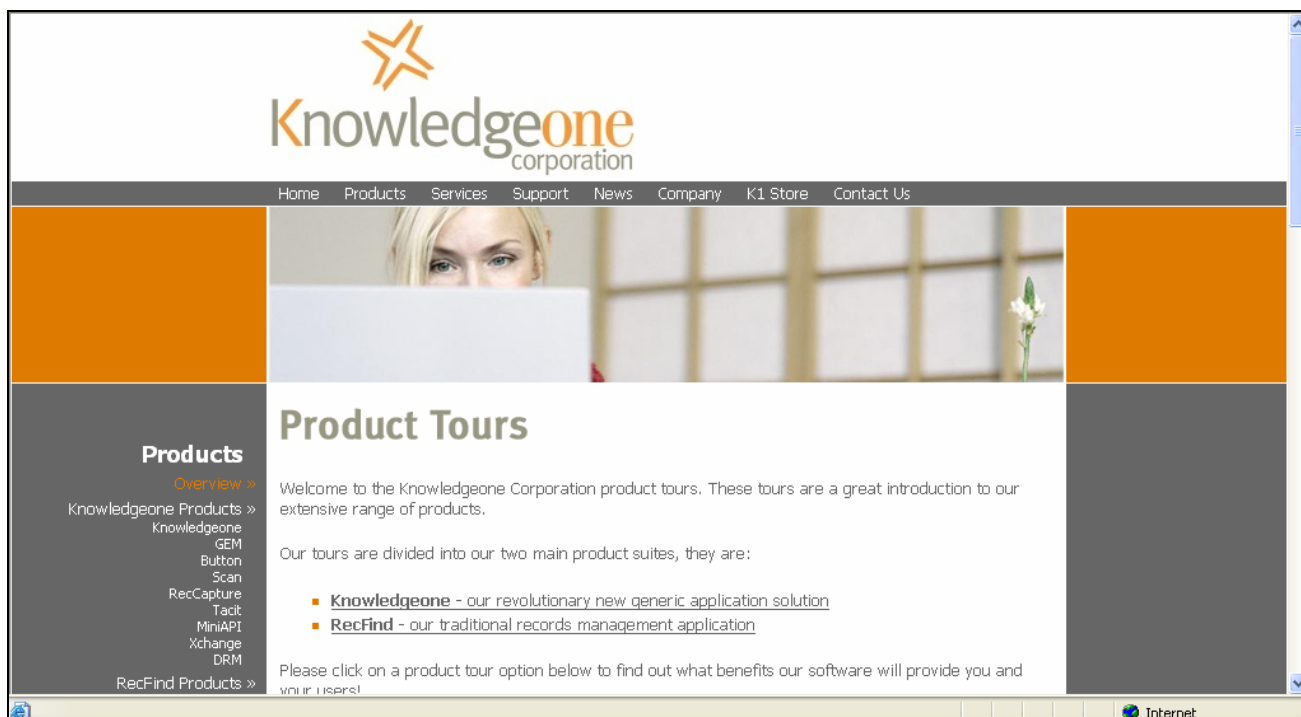 Knowledgeone
corporation
Home Products Services Support News Company K1 Store Contact Us
Products
Overview »
Knowledgeone Products »
Knowledgeone
GEM
Button
Scan
RecCapture
Tacit
MiniAPI
Xchange
DRM
RecFind Products »
Product Tours
Welcome to the Knowledgeone Corporation product tours. These tours are a great introduction to our
extensive range of products.
Our tours are divided into our two main product suites, they are:
Knowledgeone - our revolutionary new generic application solution
RecFind - our traditional records management application
Please click on a product tour option below to find out what benefits our software will provide you and
your users!
Internet